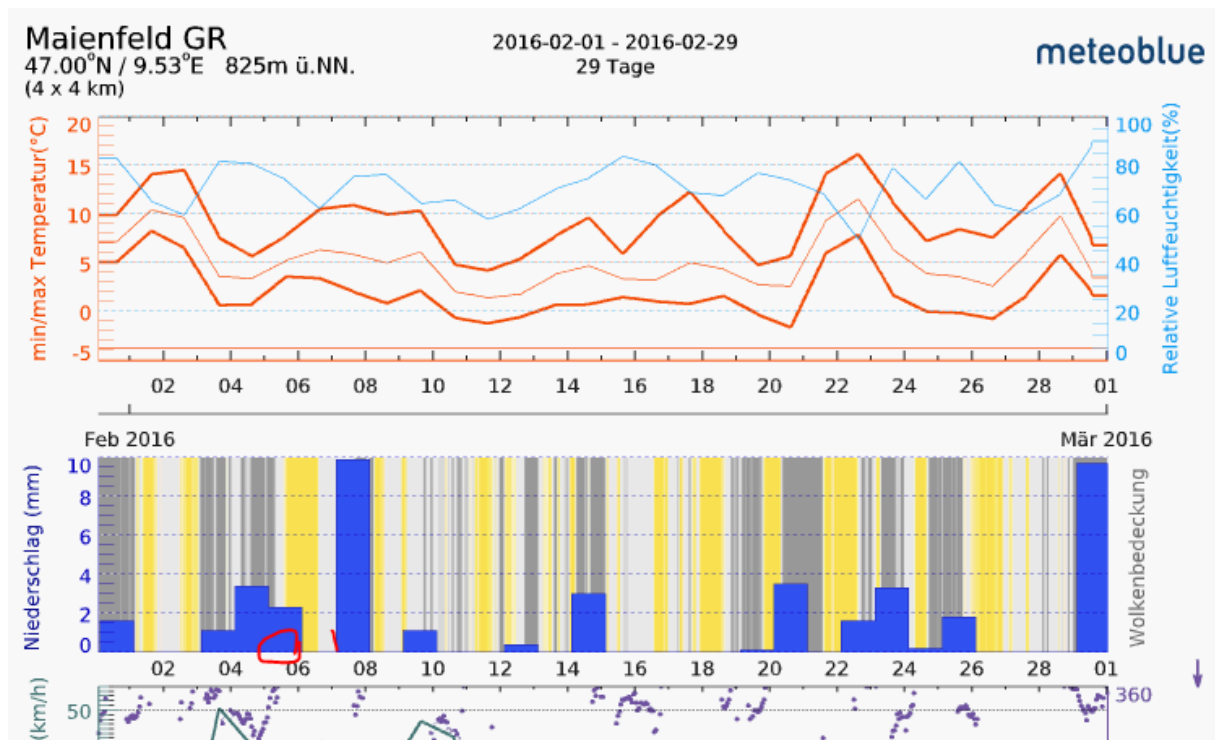 Maienfeld GR
47.00°N / 9.53°E 825m ü.NN.
(4 x 4 km)
2016-02-01 - 2016-02-29
29 Tage
meteoblue
min/max Temperatur(°C)
20
15
10
5
0
-5
100
80
60
40
20
0
Relative Luftfeuchtigkeit(%)
02 04 06 08 10 12 14 16 18 20 22 24 26 28 01
Feb 2016 Mär 2016
Niederschlag (mm)
10
8
6
4
2
0
Wolkenbedeckung
02 04 06 08 10 12 14 16 18 20 22 24 26 28 01
(km/h)
50
360